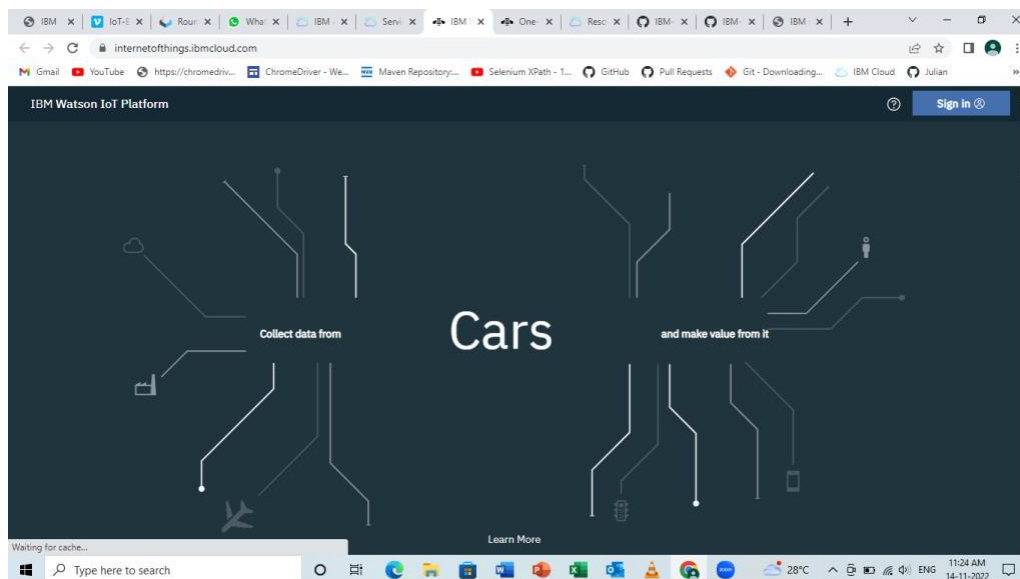 IBM
IoT-E
Roun
What
IBM
Servi
IBM
One-
Reso
IBM-
IBM-
IBM
internetofthings.ibmcloud.com
Gmail
YouTube
https://chromedriv...
ChromeDriver - We...
Maven Repository:...
Selenium XPath - 1...
GitHub
Pull Requests
Git - Downloading...
IBM Cloud
Julian
IBM Watson IoT Platform
Sign in
Collect data from
Cars
and make value from it
Learn More
Waiting for cache...
Type here to search
28°C
ENG
11:24 AM
14-11-2022